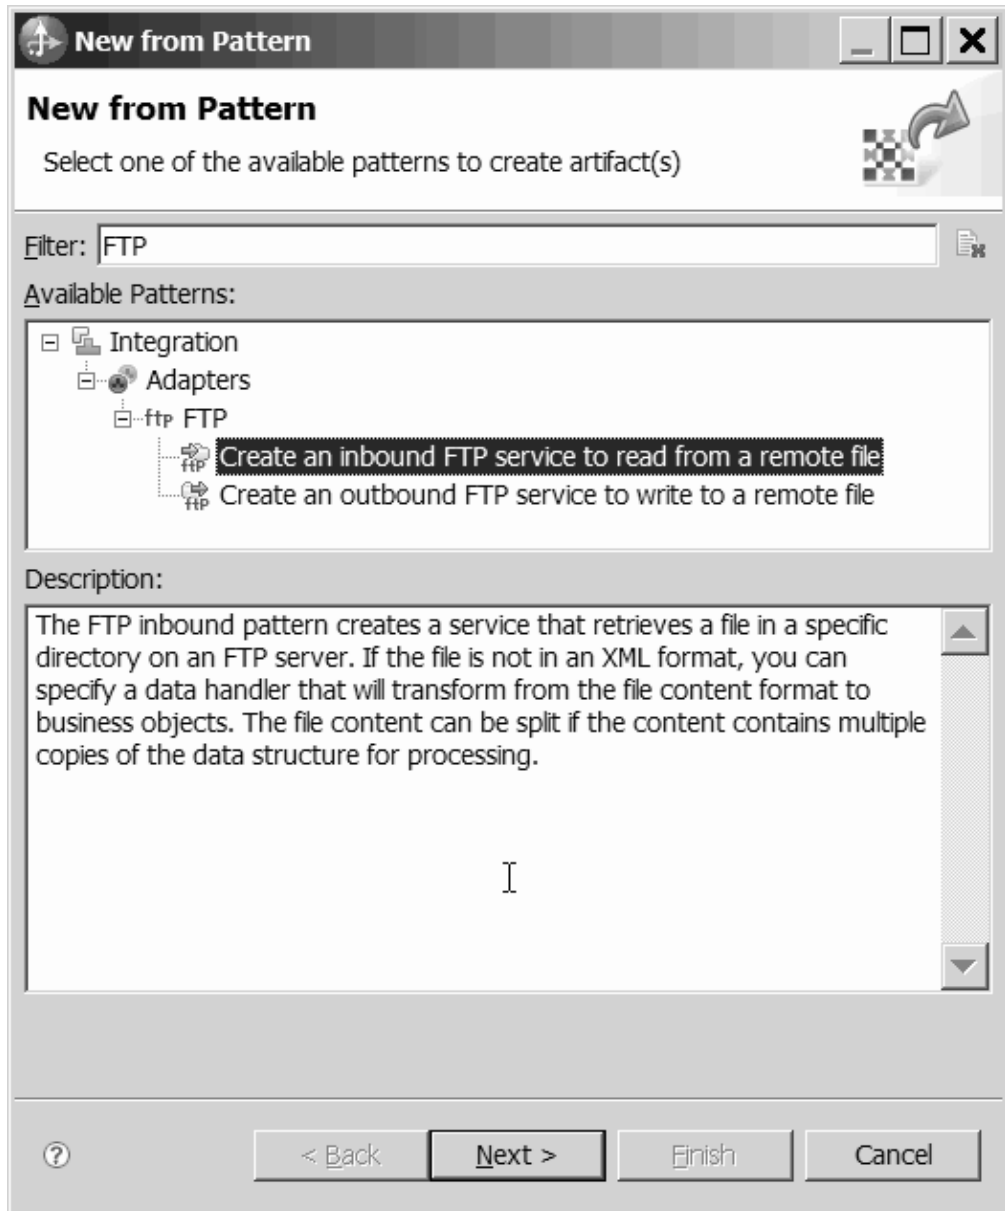 New from Pattern
New from Pattern
Select one of the available patterns to create artifact(s)
Filter: FTP
Available Patterns:
Integration
Adapters
ftp FTP
ftp Create an inbound FTP service to read from a remote file
ftp Create an outbound FTP service to write to a remote file
Description:
The FTP inbound pattern creates a service that retrieves a file in a specific
directory on an FTP server. If the file is not in an XML format, you can
specify a data handler that will transform from the file content format to
business objects. The file content can be split if the content contains multiple
copies of the data structure for processing.
? < Back Next > Finish Cancel